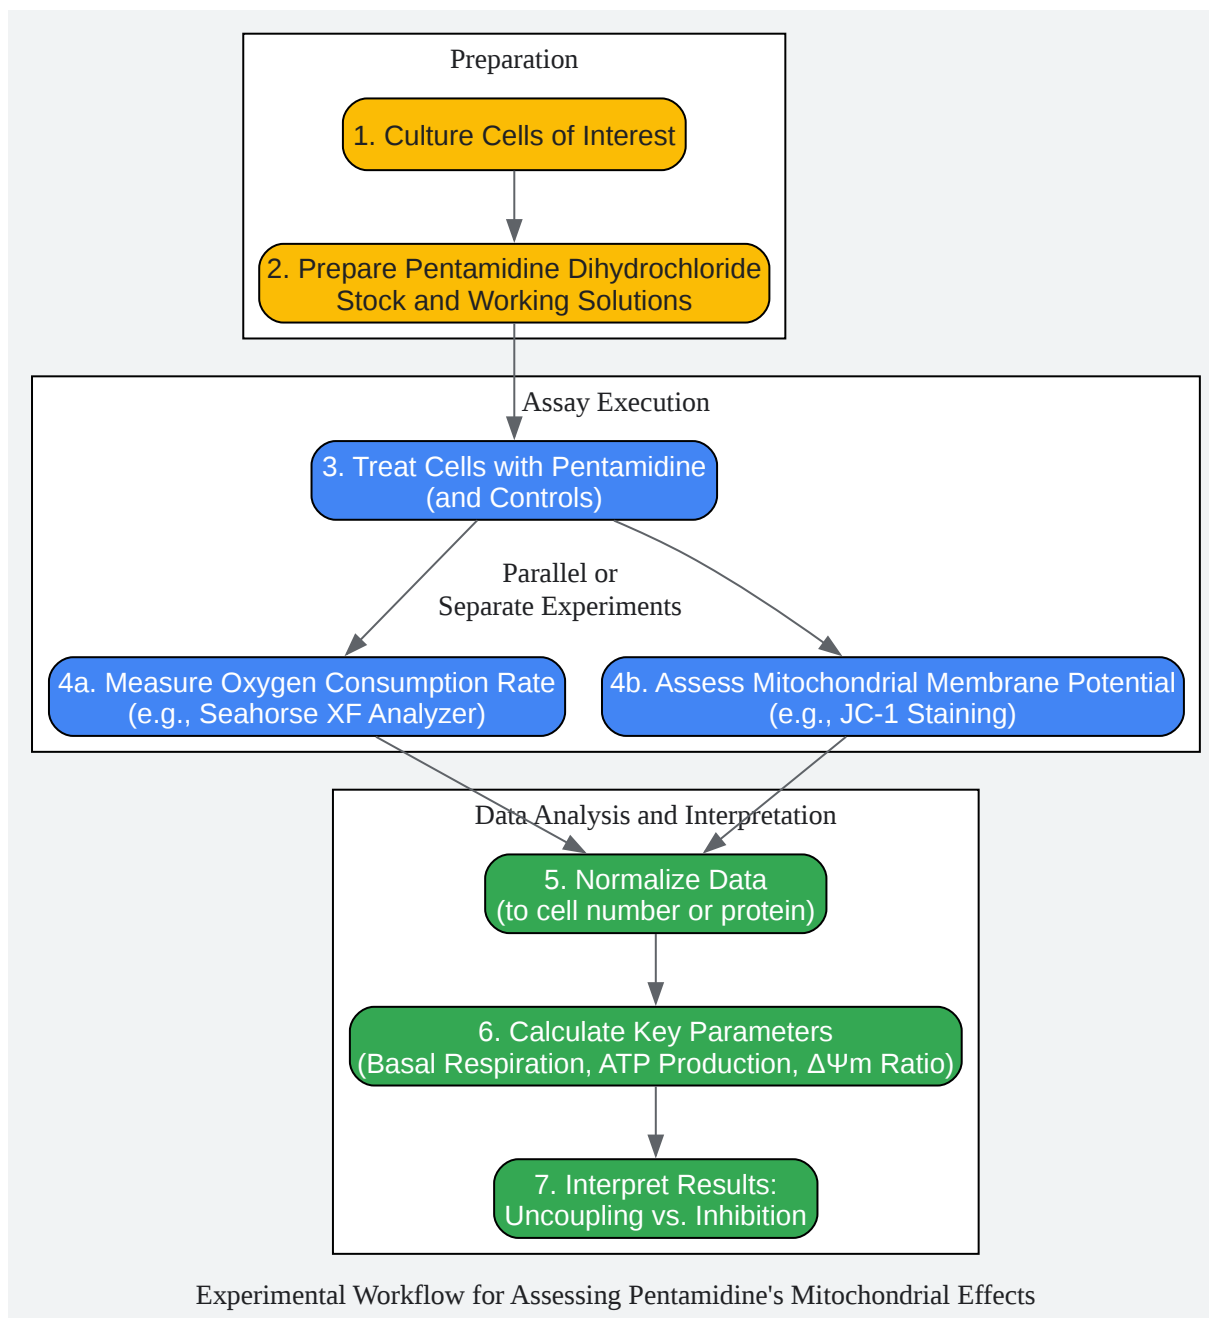 Preparation
1. Culture Cells of Interest
2. Prepare Pentamidine Dihydrochloride
Stock and Working Solutions
Assay Execution
3. Treat Cells with Pentamidine
(and Controls)
Parallel or
Separate Experiments
4a. Measure Oxygen Consumption Rate
(e.g., Seahorse XF Analyzer)
4b. Assess Mitochondrial Membrane Potential
(e.g., JC-1 Staining)
Data Analysis and Interpretation
5. Normalize Data
(to cell number or protein)
6. Calculate Key Parameters
(Basal Respiration, ATP Production, ΔΨm Ratio)
7. Interpret Results:
Uncoupling vs. Inhibition
Experimental Workflow for Assessing Pentamidine's Mitochondrial Effects